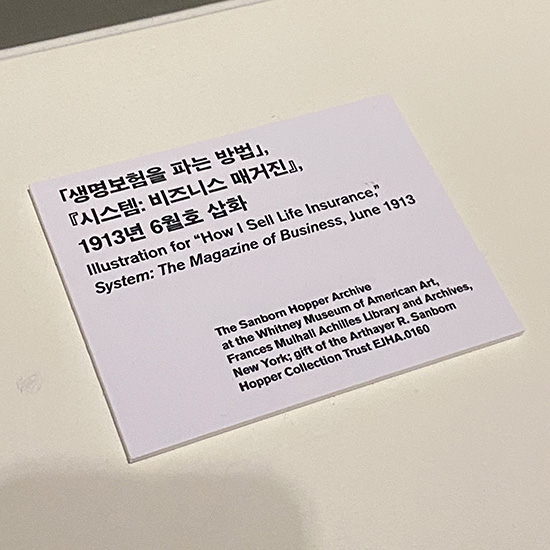 「생명보험을 파는 방법」,
『시스템: 비즈니스 매거진』,
1913년 6월호 삽화
Illustration for “How I Sell Life Insurance,”
System: The Magazine of Business, June 1913
The Sanborn Hopper Archive
at the Whitney Museum of American Art,
Frances Mulhall Achilles Library and Archives,
New York; gift of the Arthayer R. Sanborn
Hopper Collection Trust EJHA.0160